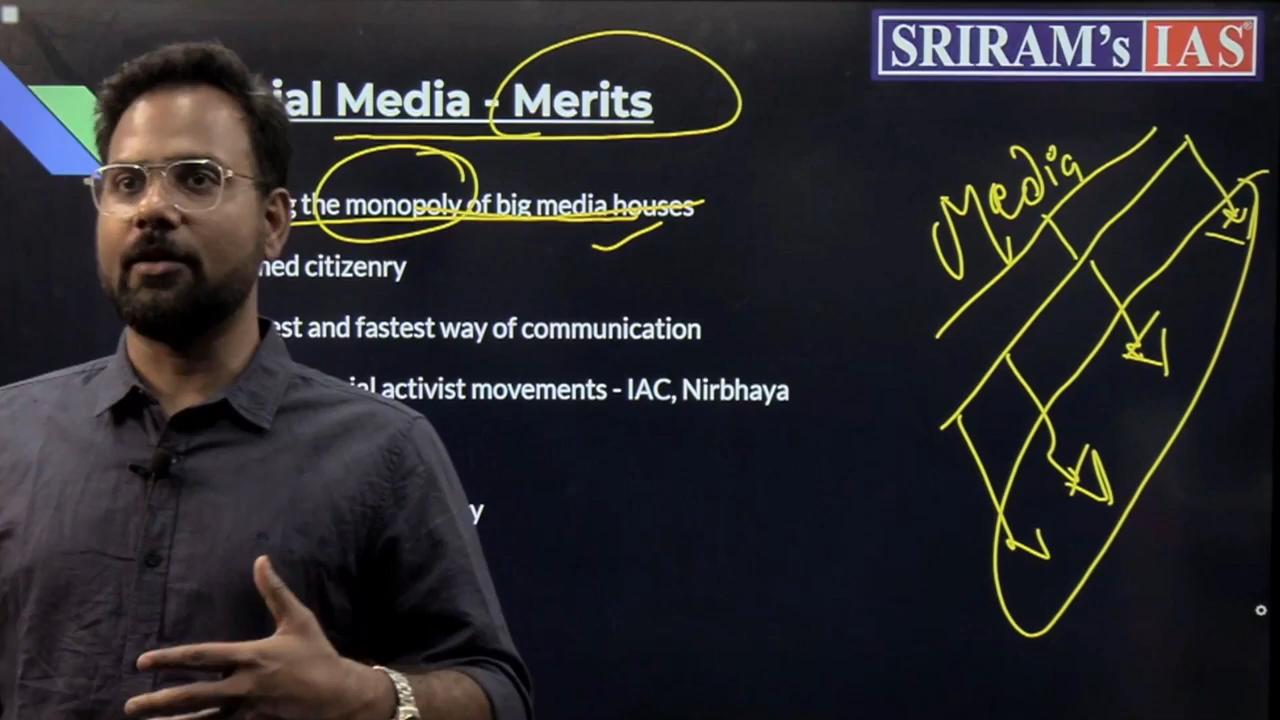 SRIRAM's IAS
ial Media - Merits
g the monopoly of big media houses
ned citizenry
est and fastest way of communication
ial activist movements - IAC, Nirbhaya
y
Media